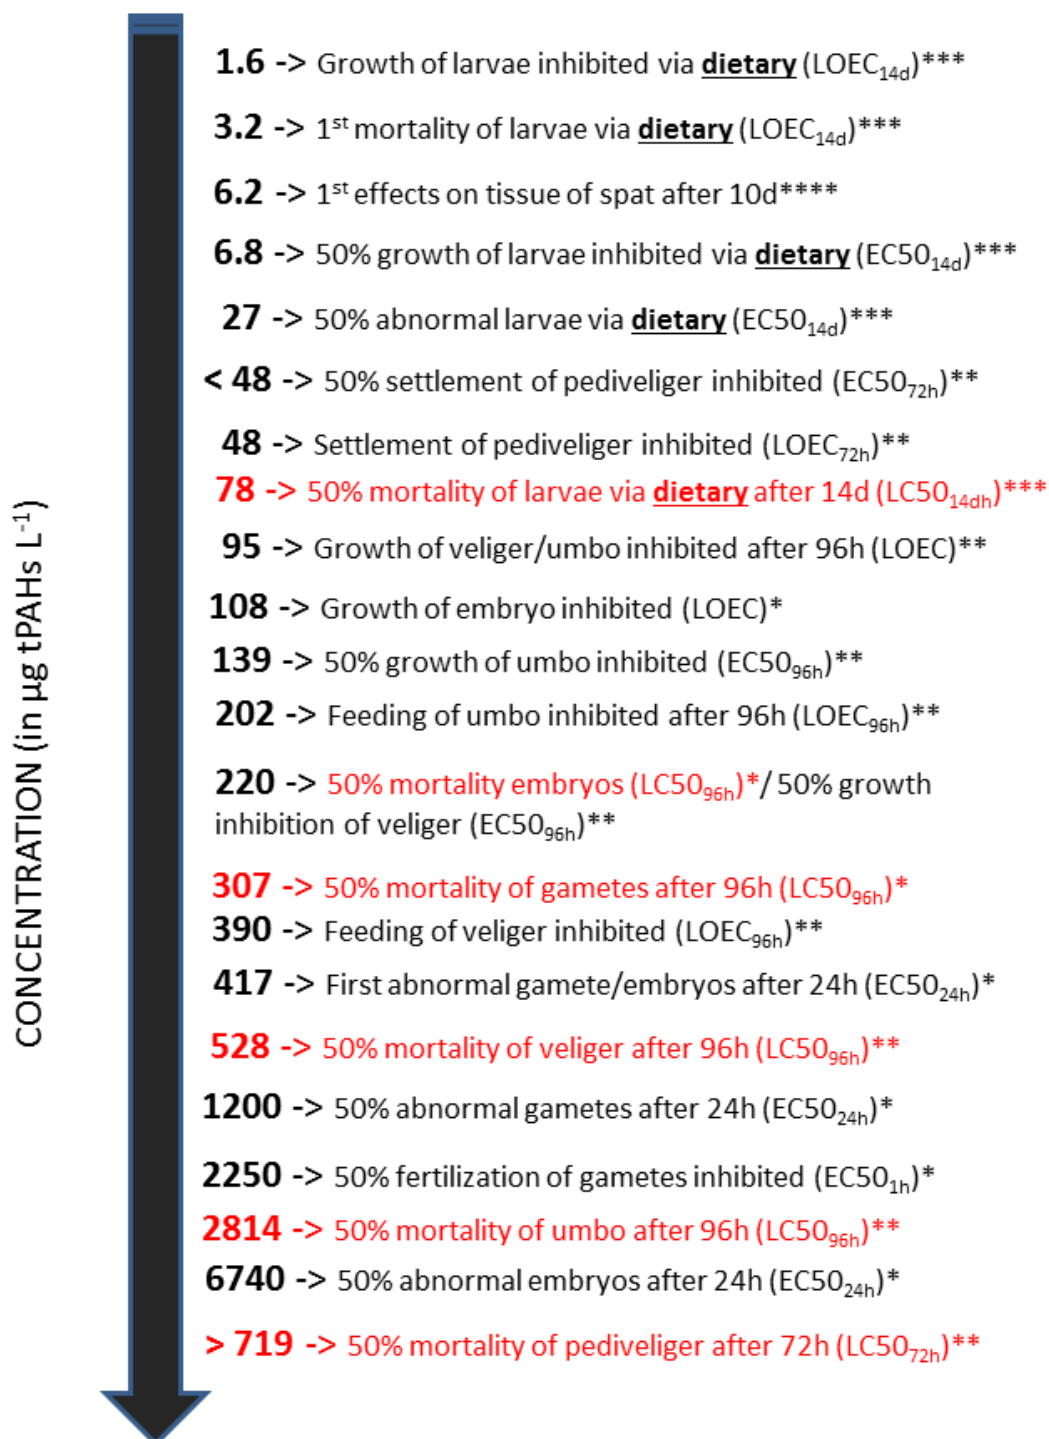 CONCENTRATION (in µg tPAHs L⁻¹)
1.6 -> Growth of larvae inhibited via dietary (LOEC₁₄d)***
3.2 -> 1ˢᵗ mortality of larvae via dietary (LOEC₁₄d)***
6.2 -> 1ˢᵗ effects on tissue of spat after 10d****
6.8 -> 50% growth of larvae inhibited via dietary (EC50₁₄d)***
27 -> 50% abnormal larvae via dietary (EC50₁₄d)***
< 48 -> 50% settlement of pediveliger inhibited (EC50₇₂h)**
48 -> Settlement of pediveliger inhibited (LOEC₇₂h)**
78 -> 50% mortality of larvae via dietary after 14d (LC50₁₄dh)***
95 -> Growth of veliger/umbo inhibited after 96h (LOEC)**
108 -> Growth of embryo inhibited (LOEC)*
139 -> 50% growth of umbo inhibited (EC50₉₆h)**
202 -> Feeding of umbo inhibited after 96h (LOEC₉₆h)**
220 -> 50% mortality embryos (LC50₉₆h)*/ 50% growth
inhibition of veliger (EC50₉₆h)**
307 -> 50% mortality of gametes after 96h (LC50₉₆h)*
390 -> Feeding of veliger inhibited (LOEC₉₆h)**
417 -> First abnormal gamete/embryos after 24h (EC50₂₄h)*
528 -> 50% mortality of veliger after 96h (LC50₉₆h)**
1200 -> 50% abnormal gametes after 24h (EC50₂₄h)*
2250 -> 50% fertilization of gametes inhibited (EC50₁h)*
2814 -> 50% mortality of umbo after 96h (LC50₉₆h)**
6740 -> 50% abnormal embryos after 24h (EC50₂₄h)*
> 719 -> 50% mortality of pediveliger after 72h (LC50₇₂h)**